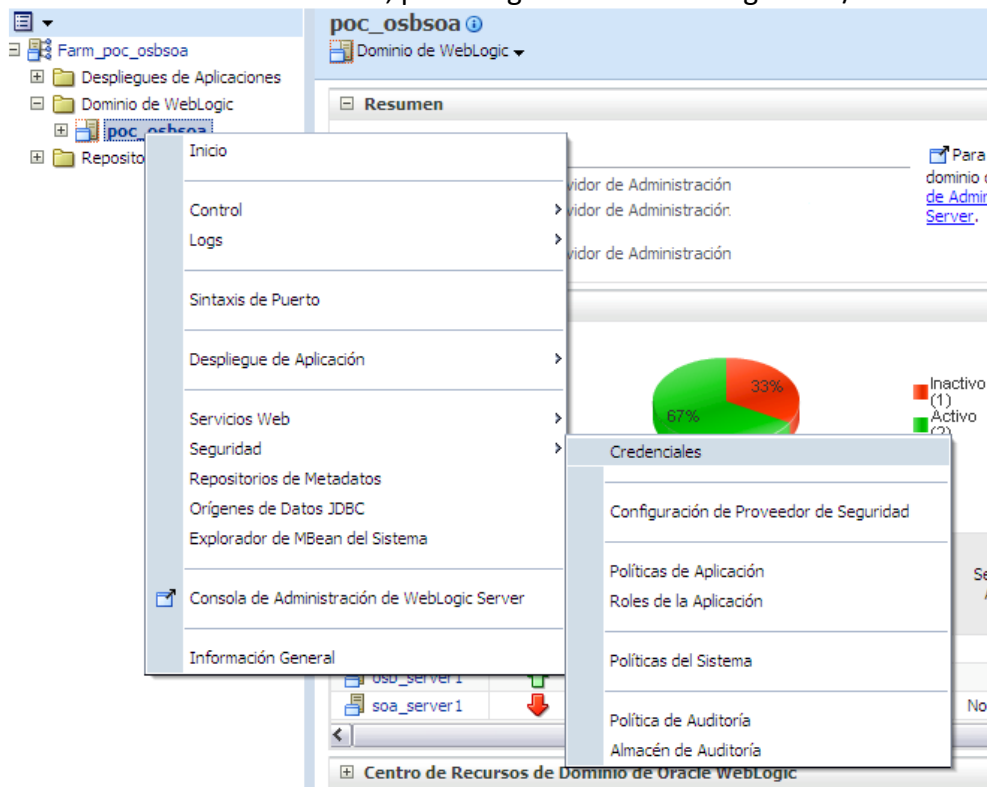 poc_osbsoa
Dominio de WebLogic
Farm_poc_osbsoa
Despliegues de Aplicaciones
Dominio de WebLogic
poc_osbsoa
Reposito
Resumen
Para
dominio
de Admin
Server.
vidor de Administración
vidor de Administración.
vidor de Administración
Inicio
Control
Logs
Sintaxis de Puerto
Despliegue de Aplicación
Servicios Web
Seguridad
Repositorios de Metadatos
Orígenes de Datos JDBC
Explorador de MBean del Sistema
Consola de Administración de WebLogic Server
Información General
33%
67%
Inactivo
(1)
Activo
(2)
Credenciales
Configuración de Proveedor de Seguridad
Políticas de Aplicación
Roles de la Aplicación
Políticas del Sistema
Política de Auditoría
Almacén de Auditoría
Se
osb_server1
soa_server1
No
Centro de Recursos de Dominio de Oracle WebLogic